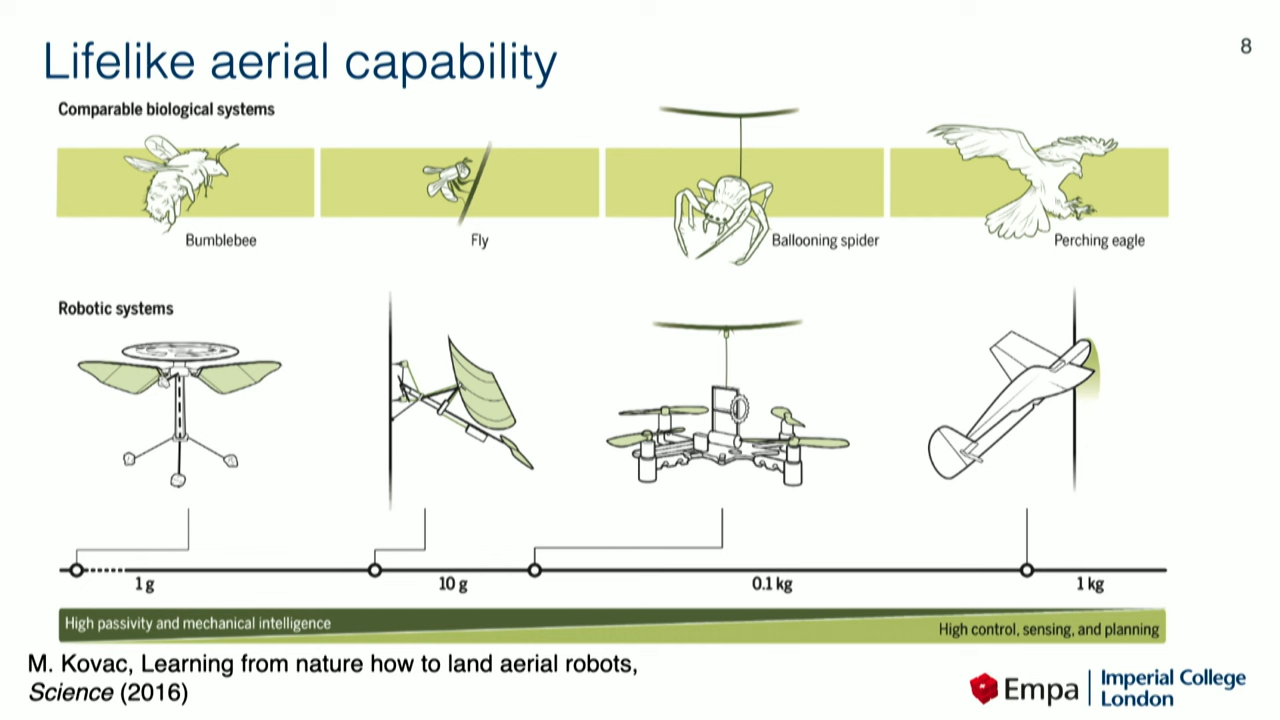 Lifelike aerial capability
8
Comparable biological systems
Bumblebee
Fly
Ballooning spider
Perching eagle
Robotic systems
1 g
10 g
0.1 kg
1 kg
High passivity and mechanical intelligence
High control, sensing, and planning
M. Kovac, Learning from nature how to land aerial robots,
Science (2016)
Empa
Imperial College
London